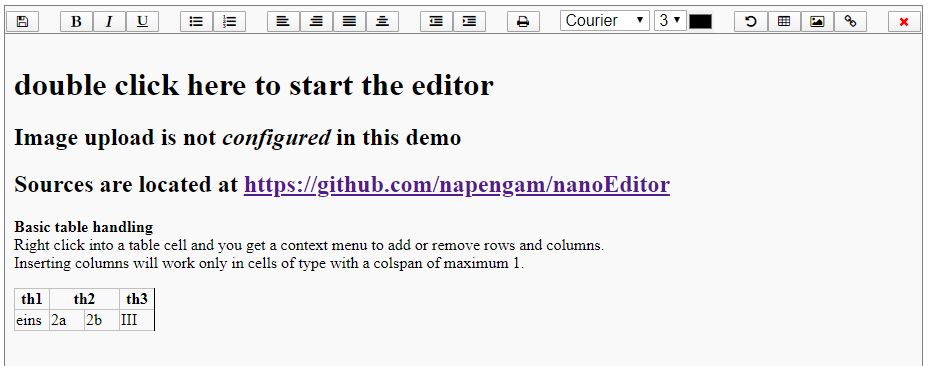 B I U Courier 3
double click here to start the editor
Image upload is not configured in this demo
Sources are located at https://github.com/napengam/nanoEditor
Basic table handling
Right click into a table cell and you get a context menu to add or remove rows and columns.
Inserting columns will work only in cells of type with a colspan of maximum 1.
th1 th2 th3
eins 2a 2b III